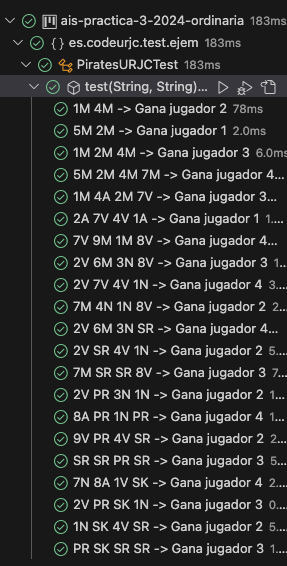 ais-practica-3-2024-ordinaria 183ms
{} es.codeurjc.test.ejem 183ms
PiratesURJCTest 183ms
test(String, String)...
1M 4M -> Gana jugador 2 78ms
5M 2M -> Gana jugador 1 2.0ms
1M 2M 4M -> Gana jugador 3 6.0ms
5M 2M 4M 7M -> Gana jugador 4...
1M 4A 2M 7V -> Gana jugador 3...
2A 7V 4V 1A -> Gana jugador 1 1....
7V 9M 1M 8V -> Gana jugador 4...
2V 6M 3N 8V -> Gana jugador 3 1...
2V 7V 4V 1N -> Gana jugador 4 3....
7M 4N 1N 8V -> Gana jugador 2 ...
2V 6M 3N SR -> Gana jugador 4...
2V SR 4V 1N -> Gana jugador 2 5....
7M SR SR 8V -> Gana jugador 3 7...
2V PR 3N 1N -> Gana jugador 2 1...
8A PR 1N PR -> Gana jugador 4 1...
9V PR 4V SR -> Gana jugador 2 ...
SR SR PR SR -> Gana jugador 3 5...
7N 8A 1V SK -> Gana jugador 4 2...
2V PR SK 1N -> Gana jugador 3 0...
1N SK 4V SR -> Gana jugador 2 5...
PR SK SR SR -> Gana jugador 3 1...